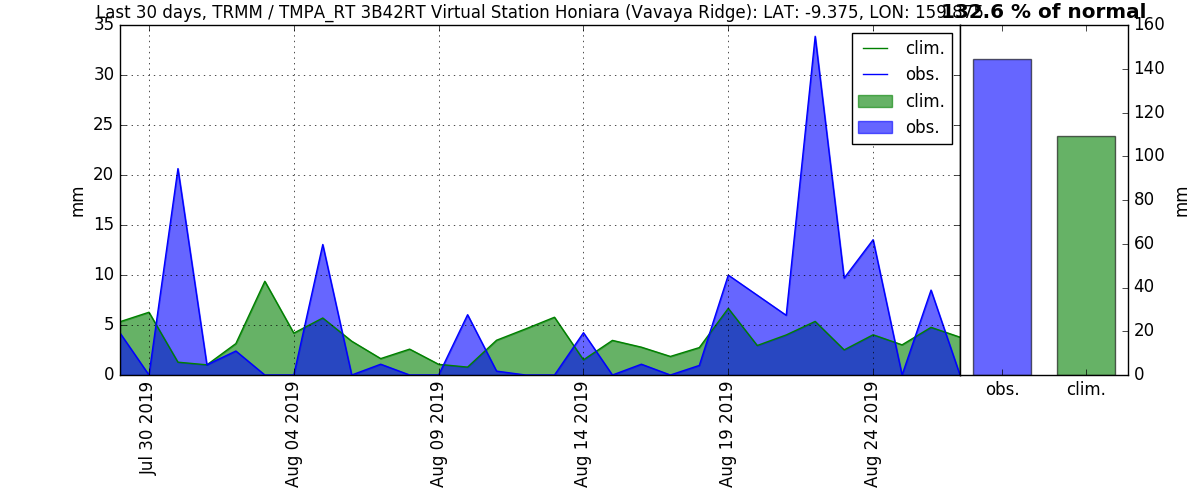 Last 30 days, TRMM / TMPA_RT 3B42RT Virtual Station Honiara (Vavaya Ridge): LAT: -9.375, LON: 159.875
132.6 % of normal
35
30
25
20
15
10
5
0
mm
clim.
obs.
clim.
obs.
Jul 30 2019
Aug 04 2019
Aug 09 2019
Aug 14 2019
Aug 19 2019
Aug 24 2019
160
140
120
100
80
60
40
20
0
mm
obs.
clim.